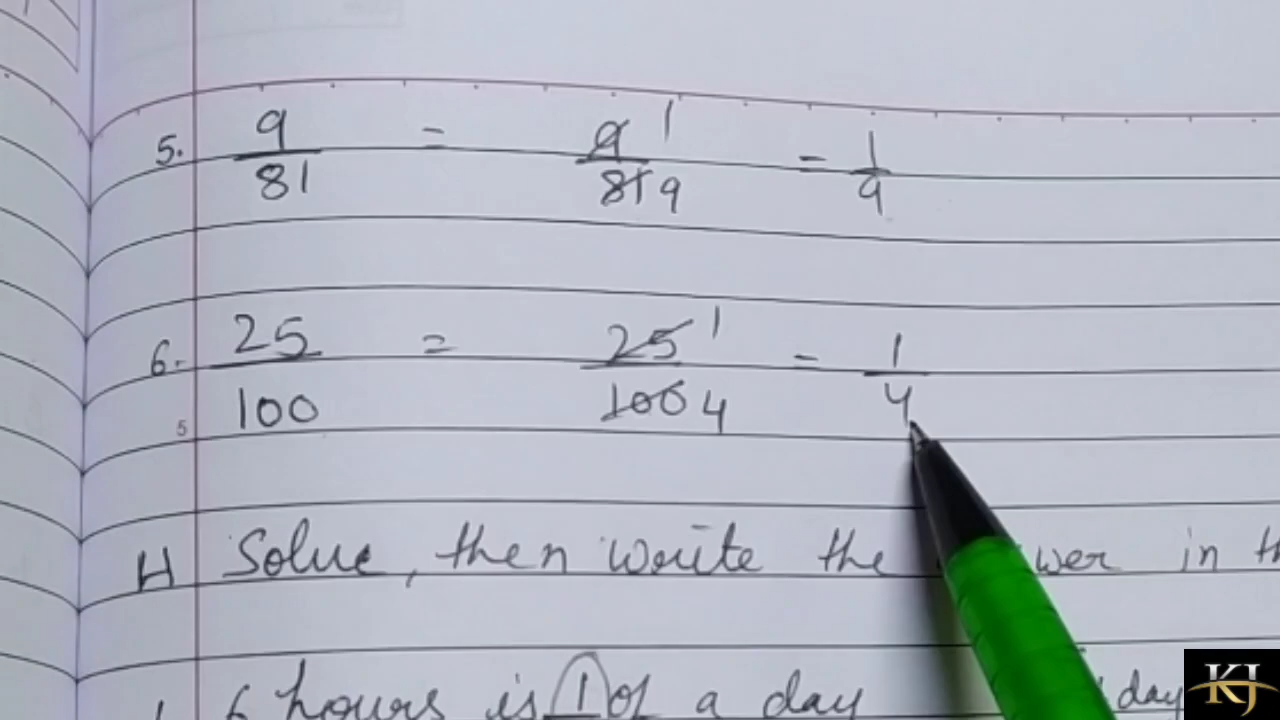 5. 9/81 = 9/81 1/9 = 1/9
6. 25/100 = 25/100 1/4 = 1/4
5
H Solve, then write the in
1 6 hours is 1 of a day day
KJ